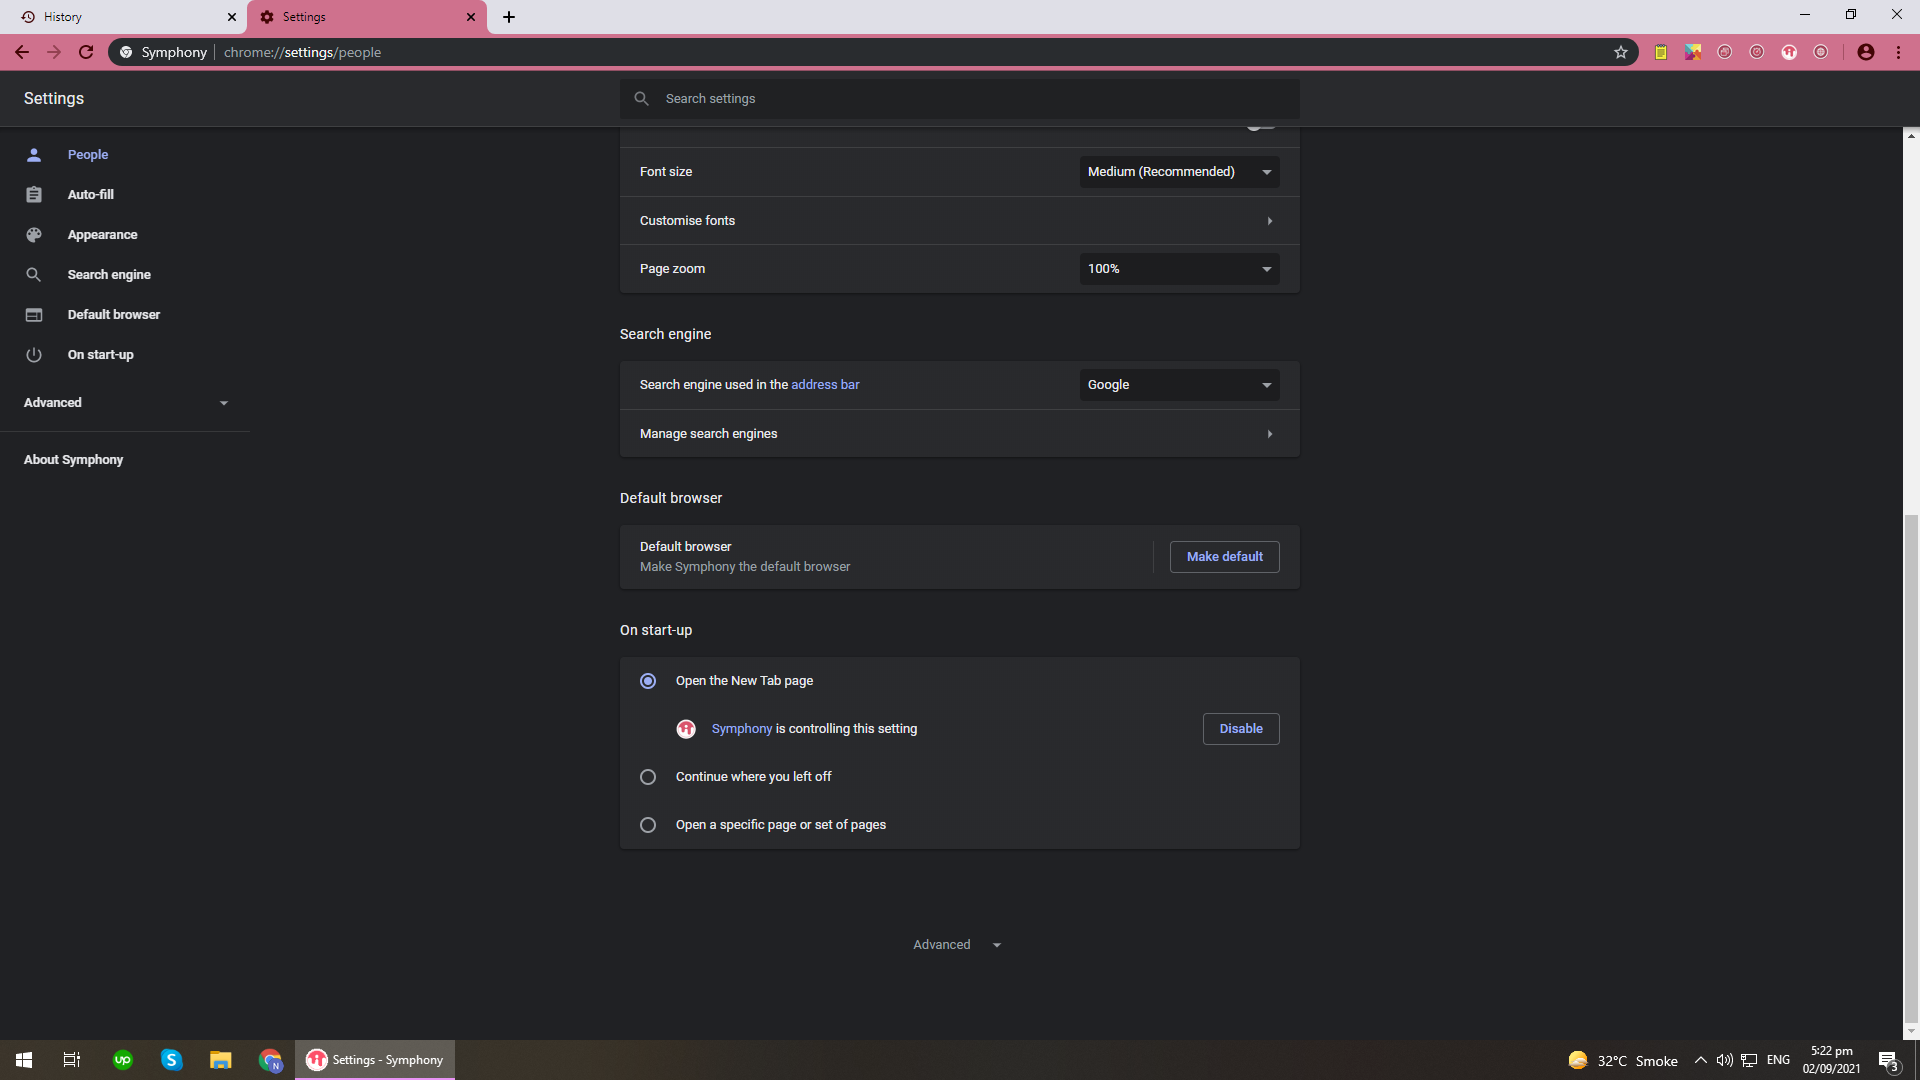 History
Settings
Symphony chrome://settings/people
Settings
Search settings
People
Auto-fill
Appearance
Search engine
Default browser
On start-up
Advanced
About Symphony
Font size
Medium (Recommended)
Customise fonts
Page zoom
100%
Search engine
Search engine used in the address bar
Google
Manage search engines
Default browser
Default browser
Make Symphony the default browser
Make default
On start-up
Open the New Tab page
Symphony is controlling this setting
Disable
Continue where you left off
Open a specific page or set of pages
Advanced
up
S
N
Settings - Symphony
32°C Smoke
ENG
5:22 pm
02/09/2021
3